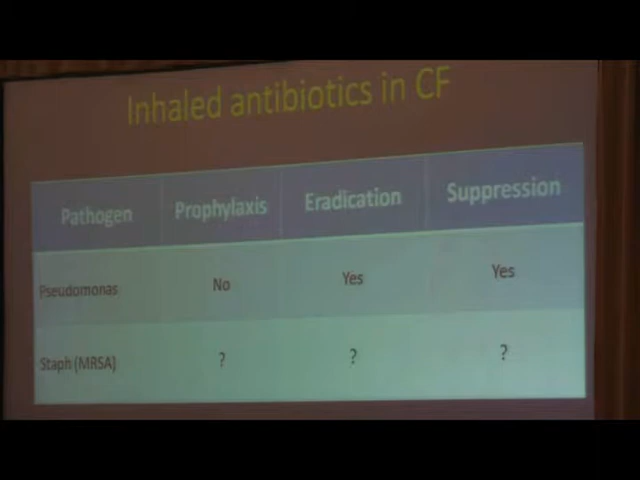 Inhaled antibiotics in CF
Pathogen Prophylaxis Eradication Suppression
Pseudomonas No Yes Yes
Staph (MRSA) ? ? ?